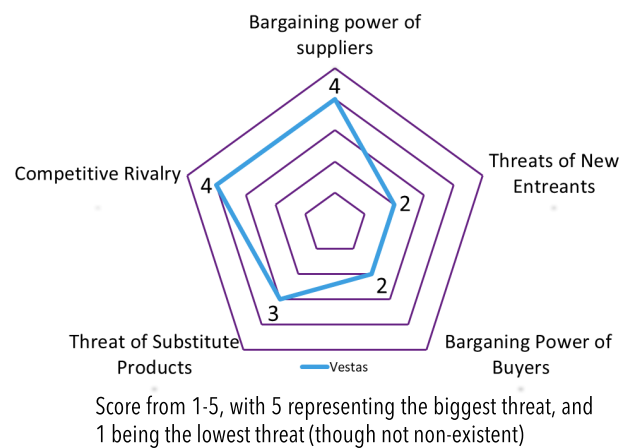 Bargaining power of
suppliers
4
Competitive Rivalry
4
Threats of New
Entreants
2
2
3
Threat of Substitute
Products
Barganing Power of
Buyers
Vestas
Score from 1-5, with 5 representing the biggest threat, and
1 being the lowest threat (though not non-existent)